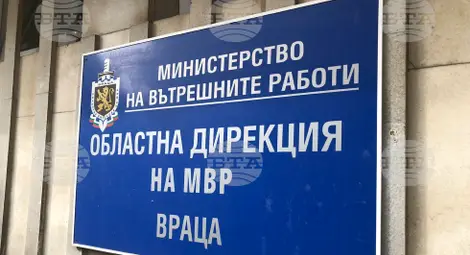 МИНИСТЕРСТВО
НА ВЪТРЕШНИТЕ РАБОТИ
ОБЛАСТНА ДИРЕКЦИЯ
НА МВР
ВРАЦА